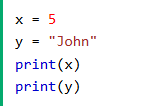 x = 5
y = "John"
print(x)
print(y)